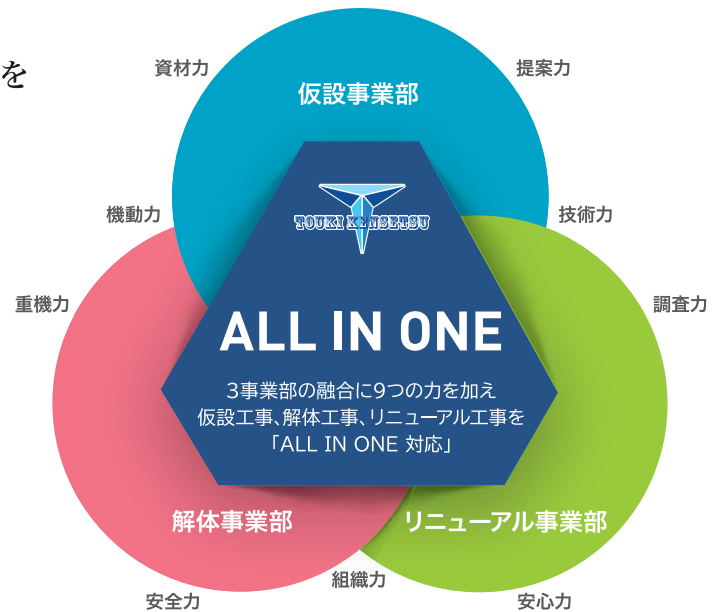 を
資材力
提案力
仮設事業部
機動力
技術力
TOUKI KENSETSU
重機力
調査力
ALL IN ONE
3事業部の融合に9つの力を加え
仮設工事、解体工事、リニューアル工事を
「ALL IN ONE 対応」
解体事業部
リニューアル事業部
組織力
安全力
安心力